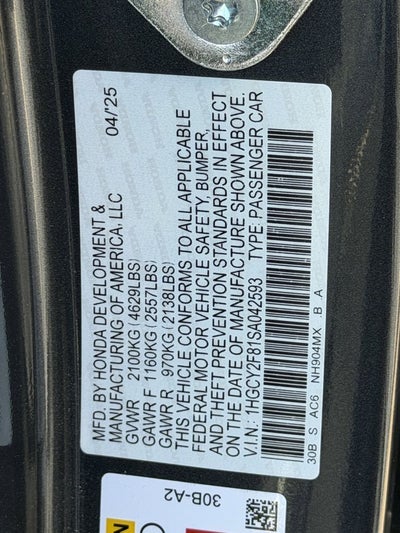 MFD. BY HONDA DEVELOPMENT &
MANUFACTURING OF AMERICA, LLC 04/'25
GVWR 2100KG (4629LBS)
GAWR F 1160KG (2557LBS)
GAWR R 970KG (2138LBS)
THIS VEHICLE CONFORMS TO ALL APPLICABLE
FEDERAL MOTOR VEHICLE SAFETY, BUMPER,
AND THEFT PREVENTION STANDARDS IN EFFECT
ON THE DATE OF MANUFACTURE SHOWN ABOVE.
V.I.N.: 1HGCY2F81SA042593 TYPE: PASSENGER CAR
30B S AC6 NH904MX B A
30B-A2